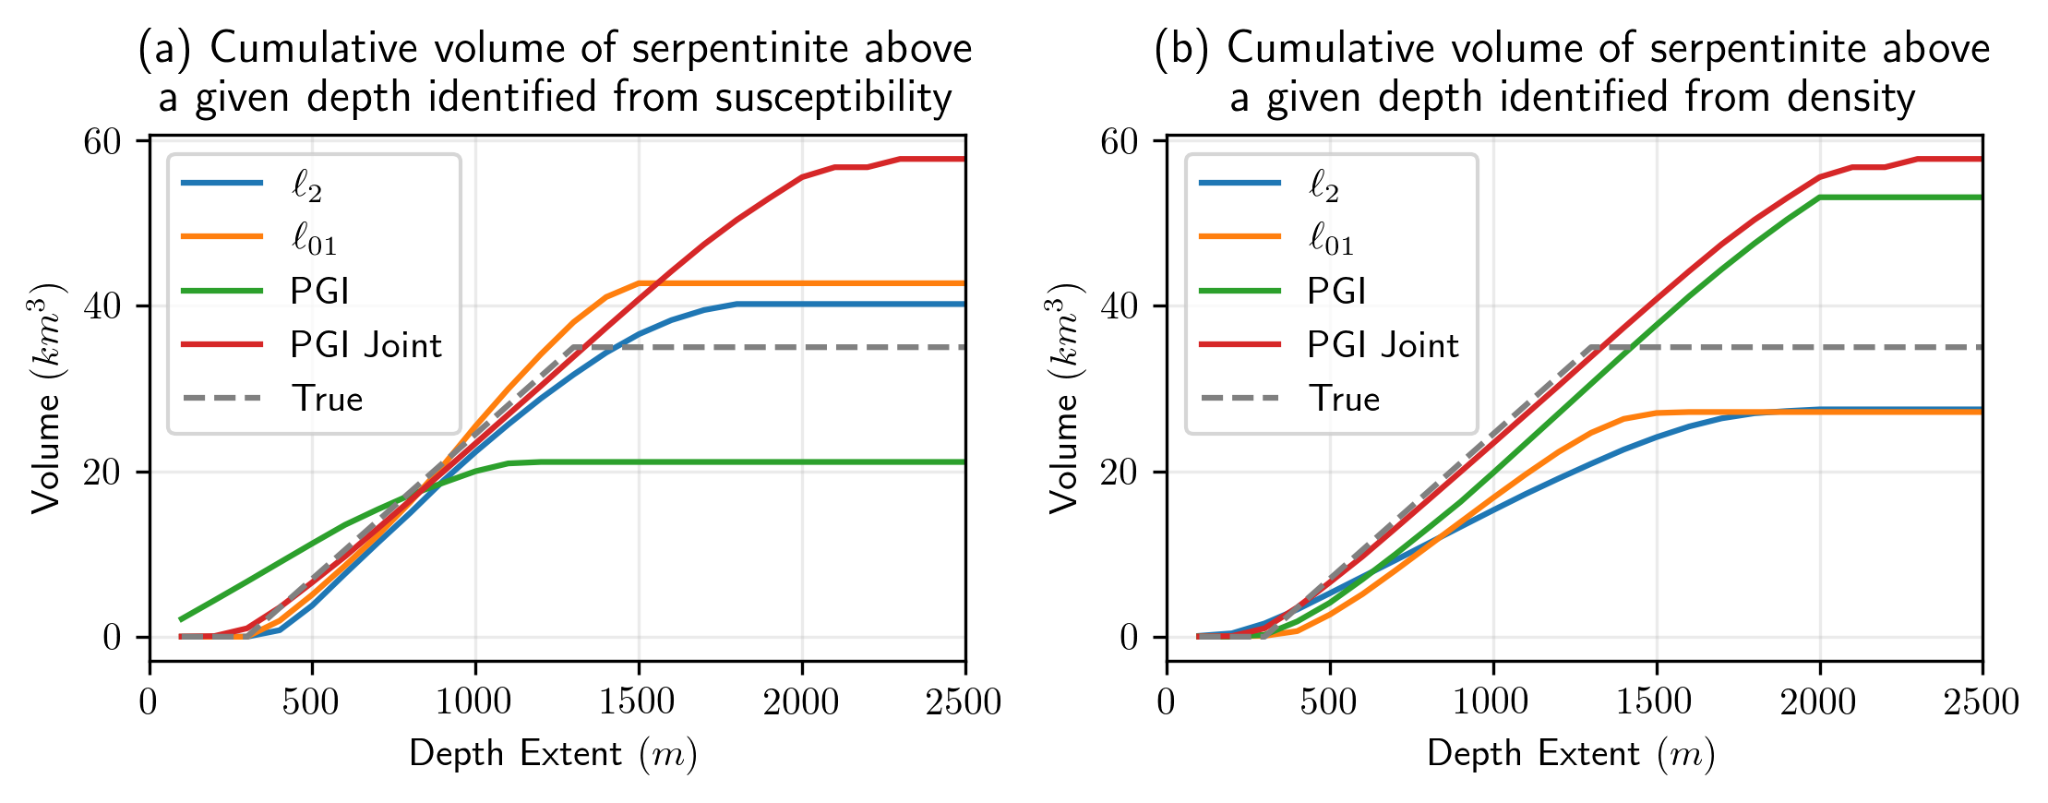 (a) Cumulative volume of serpentinite above
a given depth identified from susceptibility
60
40
20
0
Volume (km³)
ℓ₂
ℓ₀₁
PGI
PGI Joint
True
0 500 1000 1500 2000 2500
Depth Extent (m)
(b) Cumulative volume of serpentinite above
a given depth identified from density
60
40
20
0
Volume (km³)
ℓ₂
ℓ₀₁
PGI
PGI Joint
True
0 500 1000 1500 2000 2500
Depth Extent (m)